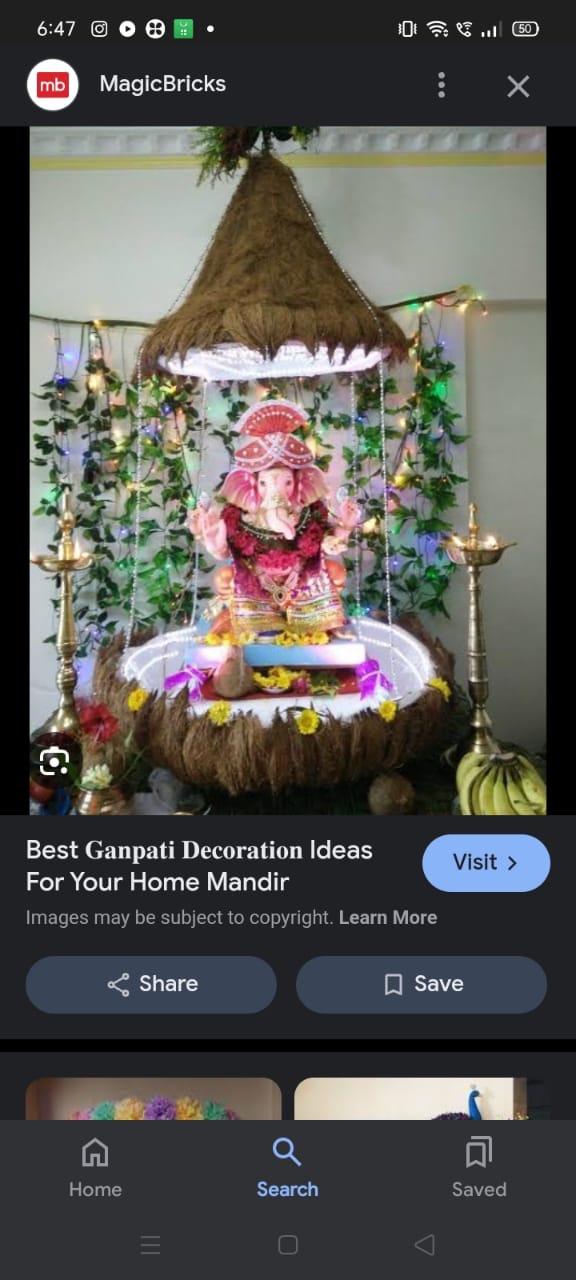 6:47
50
mb
MagicBricks
Best Ganpati Decoration Ideas
For Your Home Mandir
Visit
Images may be subject to copyright. Learn More
Share
Save
Home
Search
Saved